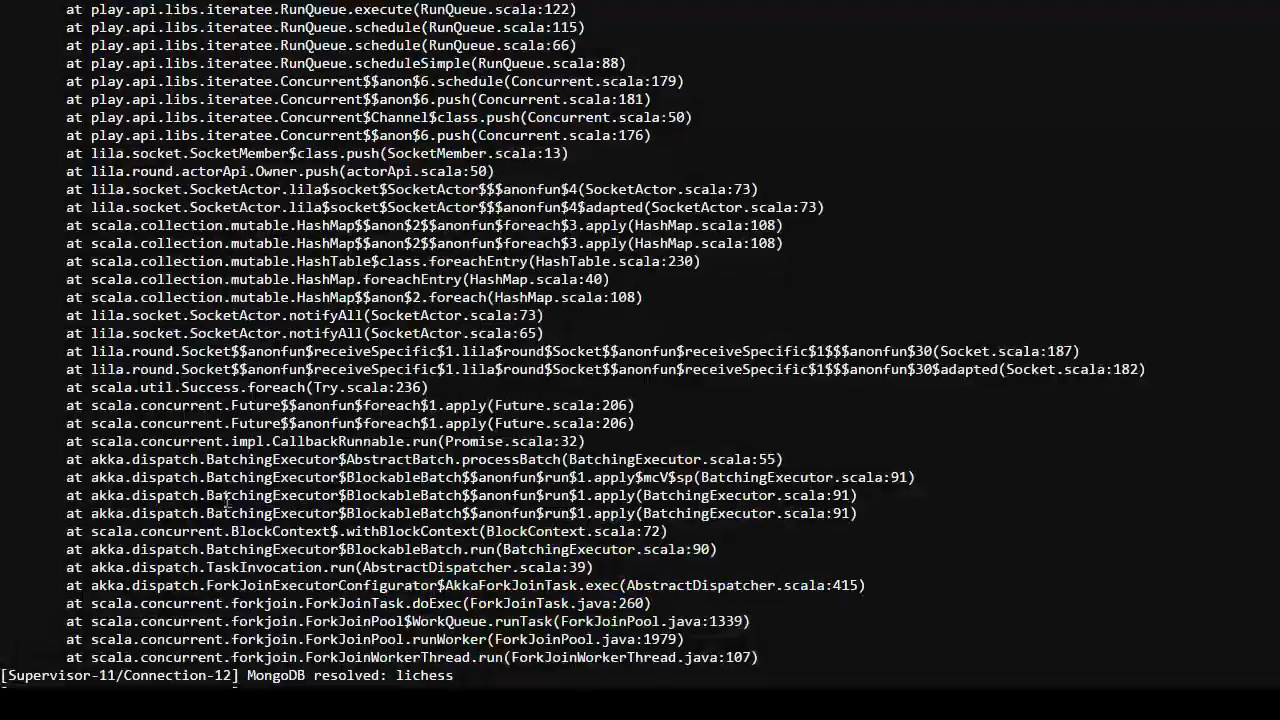 at play.api.libs.iteratee.RunQueue.execute(RunQueue.scala:122)
at play.api.libs.iteratee.RunQueue.schedule(RunQueue.scala:115)
at play.api.libs.iteratee.RunQueue.schedule(RunQueue.scala:66)
at play.api.libs.iteratee.RunQueue.scheduleSimple(RunQueue.scala:88)
at play.api.libs.iteratee.Concurrent$$anon$6.schedule(Concurrent.scala:179)
at play.api.libs.iteratee.Concurrent$$anon$6.push(Concurrent.scala:181)
at play.api.libs.iteratee.Concurrent$Channel$class.push(Concurrent.scala:50)
at play.api.libs.iteratee.Concurrent$$anon$6.push(Concurrent.scala:176)
at lila.socket.SocketMember$class.push(SocketMember.scala:13)
at lila.round.actorApi.Owner.push(actorApi.scala:50)
at lila.socket.SocketActor.lila$socket$SocketActor$$$anonfun$4(SocketActor.scala:73)
at lila.socket.SocketActor.lila$socket$SocketActor$$$anonfun$4$adapted(SocketActor.scala:73)
at scala.collection.mutable.HashMap$$anon$2$$anonfun$foreach$3.apply(HashMap.scala:108)
at scala.collection.mutable.HashMap$$anon$2$$anonfun$foreach$3.apply(HashMap.scala:108)
at scala.collection.mutable.HashTable$class.foreachEntry(HashTable.scala:230)
at scala.collection.mutable.HashMap.foreachEntry(HashMap.scala:40)
at scala.collection.mutable.HashMap$$anon$2.foreach(HashMap.scala:108)
at lila.socket.SocketActor.notifyAll(SocketActor.scala:73)
at lila.socket.SocketActor.notifyAll(SocketActor.scala:65)
at lila.round.Socket$$anonfun$receiveSpecific$1.lila$round$Socket$$anonfun$receiveSpecific$1$$$anonfun$30(Socket.scala:187)
at lila.round.Socket$$anonfun$receiveSpecific$1.lila$round$Socket$$anonfun$receiveSpecific$1$$$anonfun$30$adapted(Socket.scala:182)
at scala.util.Success.foreach(Try.scala:236)
at scala.concurrent.Future$$anonfun$foreach$1.apply(Future.scala:206)
at scala.concurrent.Future$$anonfun$foreach$1.apply(Future.scala:206)
at scala.concurrent.impl.CallbackRunnable.run(Promise.scala:32)
at akka.dispatch.BatchingExecutor$AbstractBatch.processBatch(BatchingExecutor.scala:55)
at akka.dispatch.BatchingExecutor$BlockableBatch$$anonfun$run$1.apply$mcV$sp(BatchingExecutor.scala:91)
at akka.dispatch.BatchingExecutor$BlockableBatch$$anonfun$run$1.apply(BatchingExecutor.scala:91)
at akka.dispatch.BatchingExecutor$BlockableBatch$$anonfun$run$1.apply(BatchingExecutor.scala:91)
at scala.concurrent.BlockContext$.withBlockContext(BlockContext.scala:72)
at akka.dispatch.BatchingExecutor$BlockableBatch.run(BatchingExecutor.scala:90)
at akka.dispatch.TaskInvocation.run(AbstractDispatcher.scala:39)
at akka.dispatch.ForkJoinExecutorConfigurator$AkkaForkJoinTask.exec(AbstractDispatcher.scala:415)
at scala.concurrent.forkjoin.ForkJoinTask.doExec(ForkJoinTask.java:260)
at scala.concurrent.forkjoin.ForkJoinPool$WorkQueue.runTask(ForkJoinPool.java:1339)
at scala.concurrent.forkjoin.ForkJoinPool.runWorker(ForkJoinPool.java:1979)
at scala.concurrent.forkjoin.ForkJoinWorkerThread.run(ForkJoinWorkerThread.java:107)
[Supervisor-11/Connection-12] MongoDB resolved: lichess